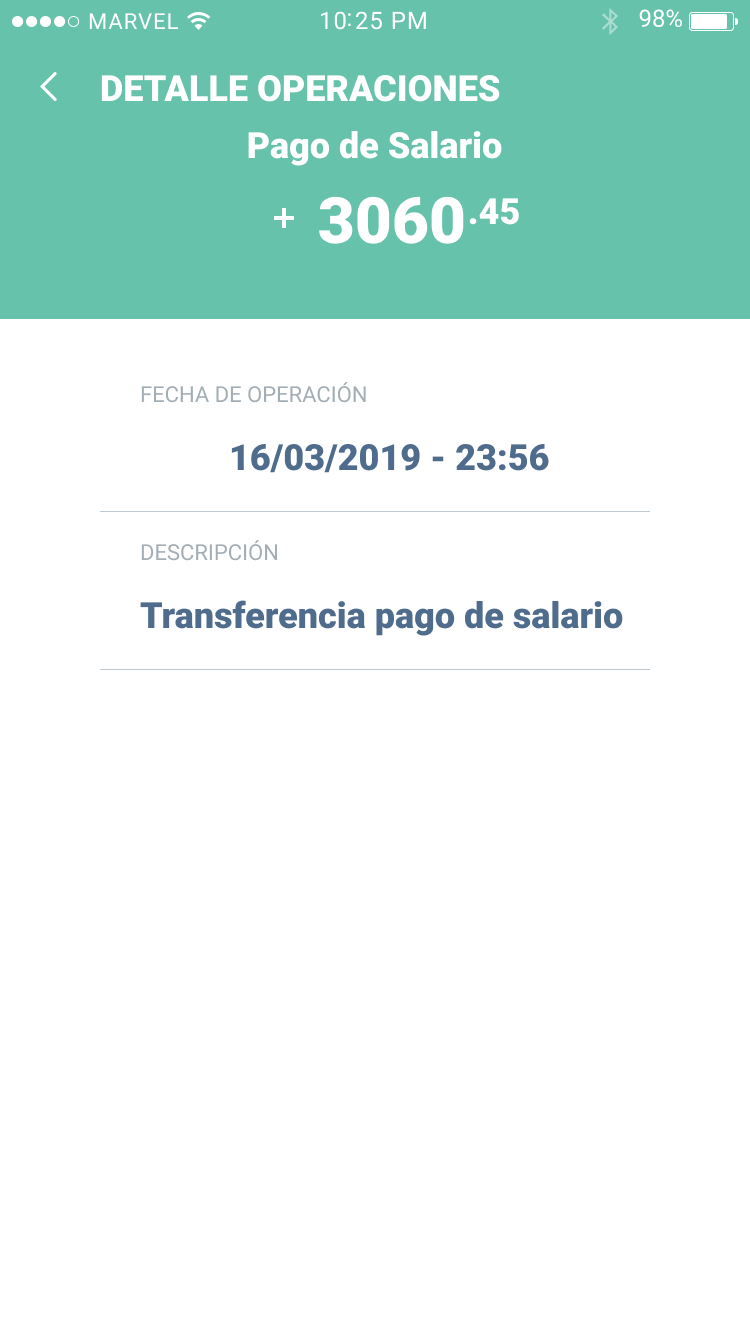 MARVEL 10:25 PM 98%
DETALLE OPERACIONES
Pago de Salario
+ 3060.45
FECHA DE OPERACIÓN
16/03/2019 - 23:56
DESCRIPCIÓN
Transferencia pago de salario